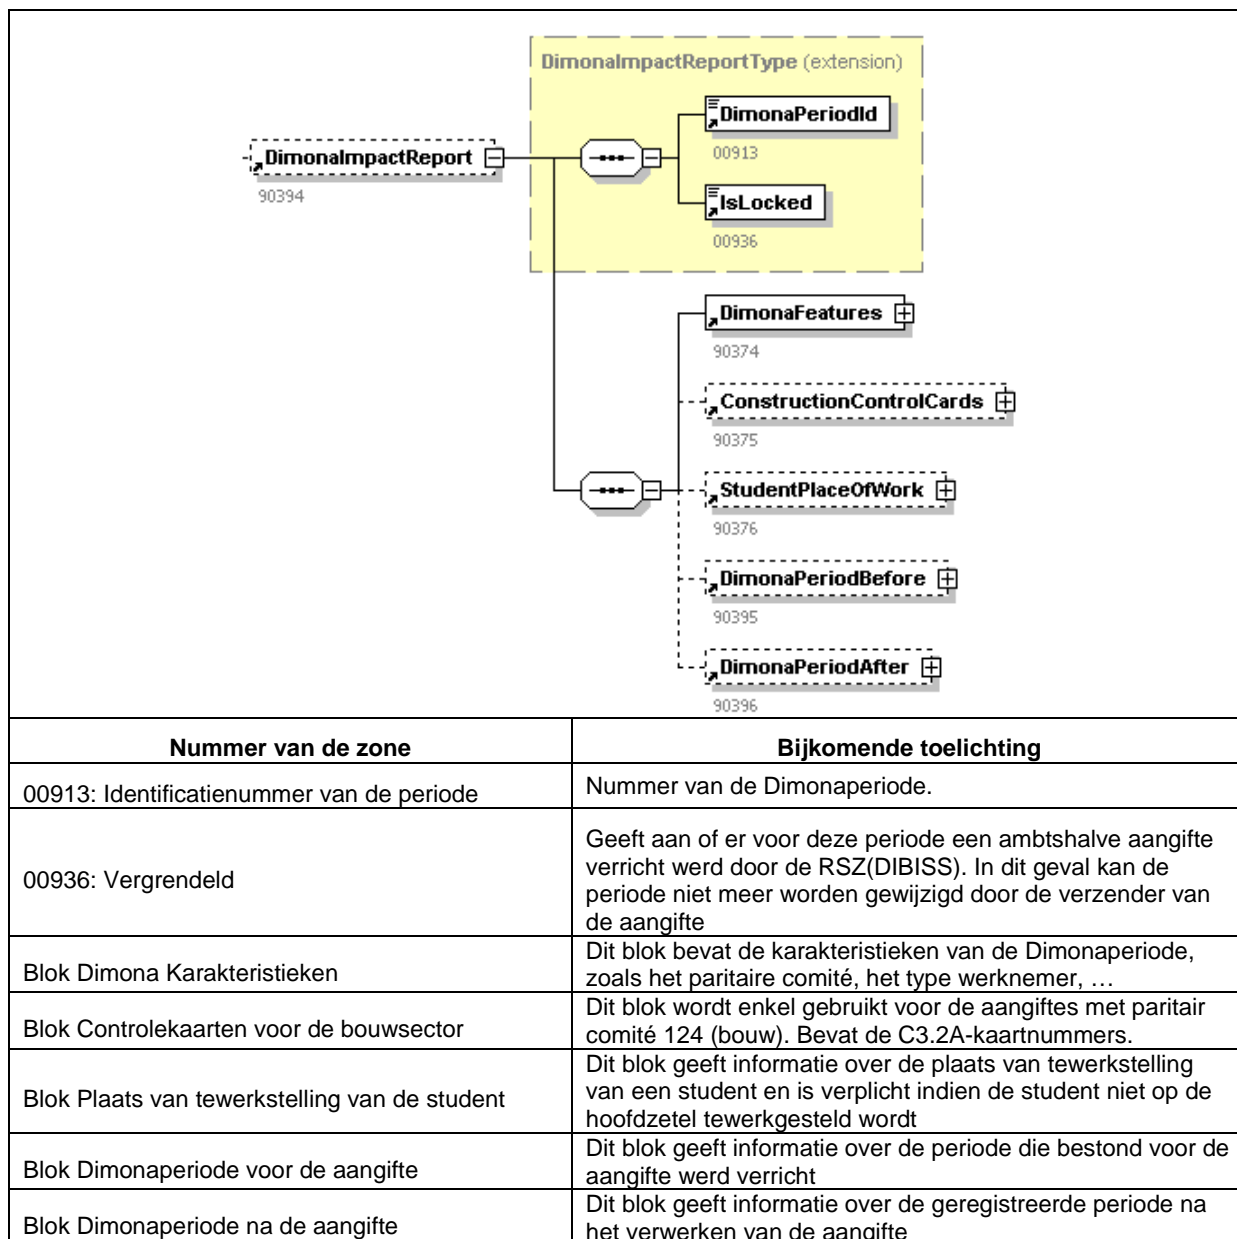 DimonaImpactReportType (extension)
DimonaPeriodId
00913
DimonaImpactReport
90394
IsLocked
00936
DimonaFeatures
90374
ConstructionControlCards
90375
StudentPlaceOfWork
90376
DimonaPeriodBefore
90395
DimonaPeriodAfter
90396
Nummer van de zone
Bijkomende toelichting
00913: Identificatienummer van de periode
Nummer van de Dimonaperiode.
00936: Vergrendeld
Geeft aan of er voor deze periode een ambtshalve aangifte
verricht werd door de RSZ(DIBISS). In dit geval kan de
periode niet meer worden gewijzigd door de verzender van
de aangifte
Blok Dimona Karakteristieken
Dit blok bevat de karakteristieken van de Dimonaperiode,
zoals het paritaire comité, het type werknemer, …
Blok Controlekaarten voor de bouwsector
Dit blok wordt enkel gebruikt voor de aangiftes met paritair
comité 124 (bouw). Bevat de C3.2A-kaartnummers.
Blok Plaats van tewerkstelling van de student
Dit blok geeft informatie over de plaats van tewerkstelling
van een student en is verplicht indien de student niet op de
hoofdzetel tewerkgesteld wordt
Blok Dimonaperiode voor de aangifte
Dit blok geeft informatie over de periode die bestond voor de
aangifte werd verricht
Blok Dimonaperiode na de aangifte
Dit blok geeft informatie over de geregistreerde periode na
het verwerken van de aangifte